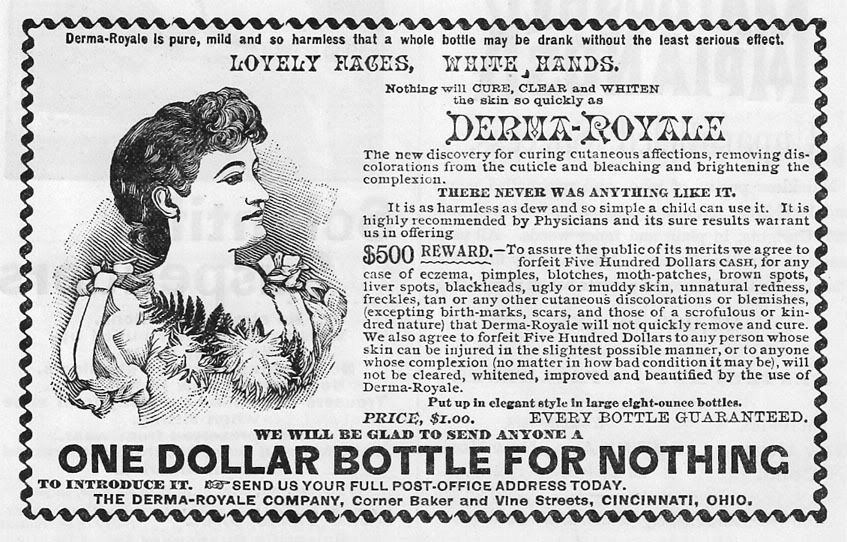 Derma-Royale is pure, mild and so harmless that a whole bottle may be drank without the least serious effect.
LOVELY FACES, WHITE HANDS.
Nothing will CURE, CLEAR and WHITEN
the skin so quickly as
DERMA-ROYALE
The new discovery for curing cutaneous affections, removing dis-
colorations from the cuticle and bleaching and brightening the
complexion.
THERE NEVER WAS ANYTHING LIKE IT.
It is as harmless as dew and so simple a child can use it. It is
highly recommended by Physicians and its sure results warrant
us in offering
$500 REWARD.—To assure the public of its merits we agree to
forfeit Five Hundred Dollars CASH, for any
case of eczema, pimples, blotches, moth-patches, brown spots,
liver spots, blackheads, ugly or muddy skin, unnatural redness,
freckles, tan or any other cutaneous discolorations or blemishes,
(excepting birth-marks, scars, and those of a scrofulous or kin-
dred nature) that Derma-Royale will not quickly remove and cure.
We also agree to forfeit Five Hundred Dollars to any person whose
skin can be injured in the slightest possible manner, or to anyone
whose complexion (no matter in how bad condition it may be), will
not be cleared, whitened, improved and beautified by the use of
Derma-Royale.
Put up in elegant style in large eight-ounce bottles.
PRICE, $1.00. EVERY BOTTLE GUARANTEED.
WE WILL BE GLAD TO SEND ANYONE A
ONE DOLLAR BOTTLE FOR NOTHING
TO INTRODUCE IT. ☞ SEND US YOUR FULL POST-OFFICE ADDRESS TODAY.
THE DERMA-ROYALE COMPANY, Corner Baker and Vine Streets, CINCINNATI, OHIO.